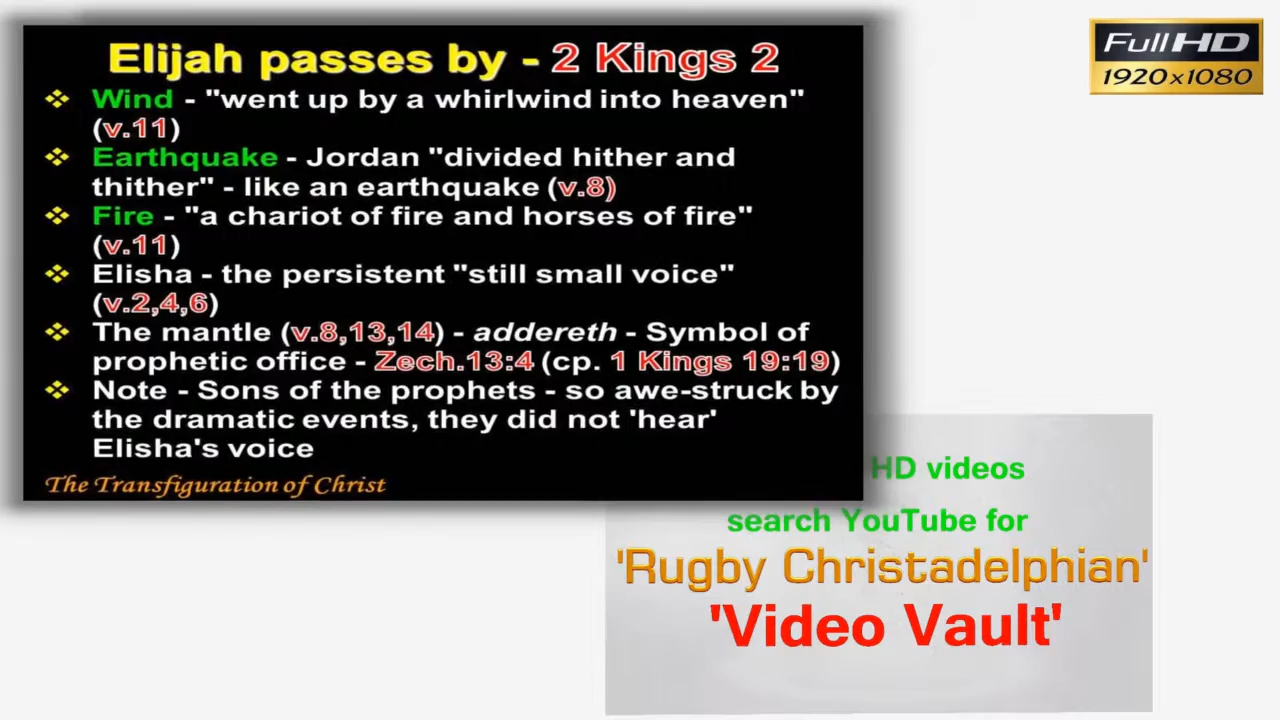 Elijah passes by - 2 Kings 2
Wind - "went up by a whirlwind into heaven"
(v.11)
Earthquake - Jordan "divided hither and
thither" - like an earthquake (v.8)
Fire - "a chariot of fire and horses of fire"
(v.11)
Elisha - the persistent "still small voice"
(v.2,4,6)
The mantle (v.8,13,14) - addereth - Symbol of
prophetic office - Zech.13:4 (cp. 1 Kings 19:19)
Note - Sons of the prophets - so awe-struck by
the dramatic events, they did not 'hear'
Elisha's voice
The Transfiguration of Christ
Full HD
1920x1080
HD videos
search YouTube for
'Rugby Christadelphian'
'Video Vault'